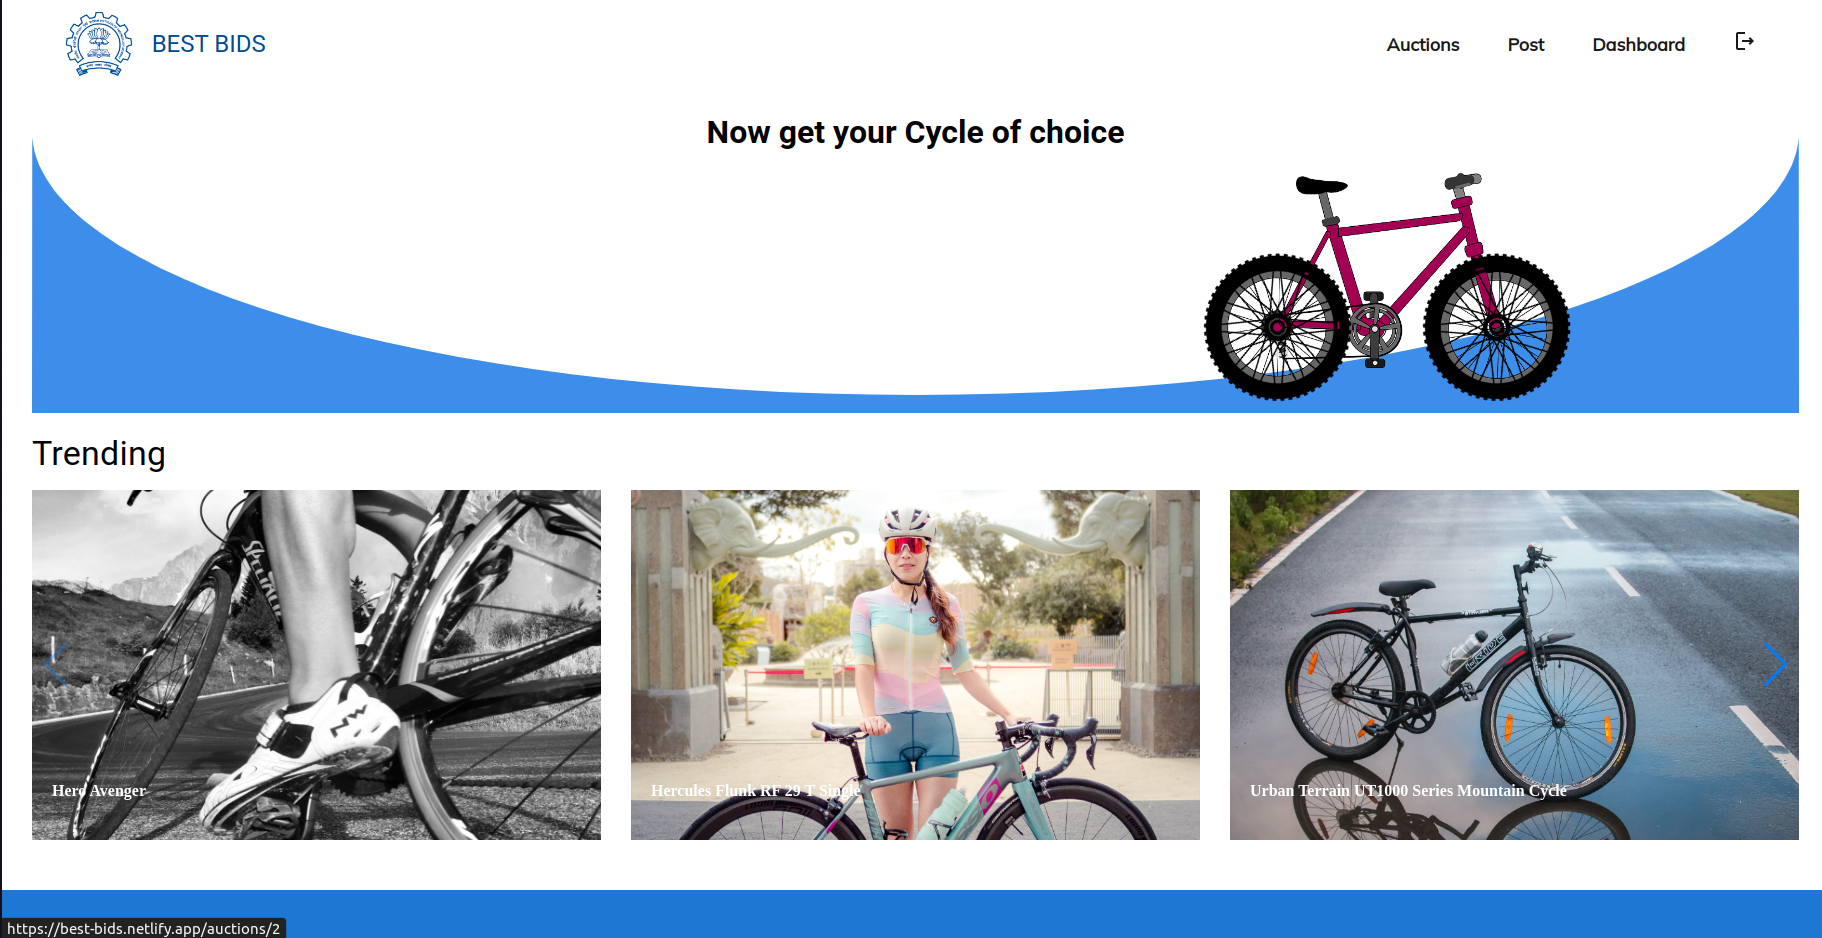 BEST BIDS
Auctions
Post
Dashboard
Now get your Cycle of choice
Trending
Hero Avenger
Hercules Flunk RF 29 T Single
Urban Terrain UT1000 Series Mountain Cycle
https://best-bids.netlify.app/auctions/2